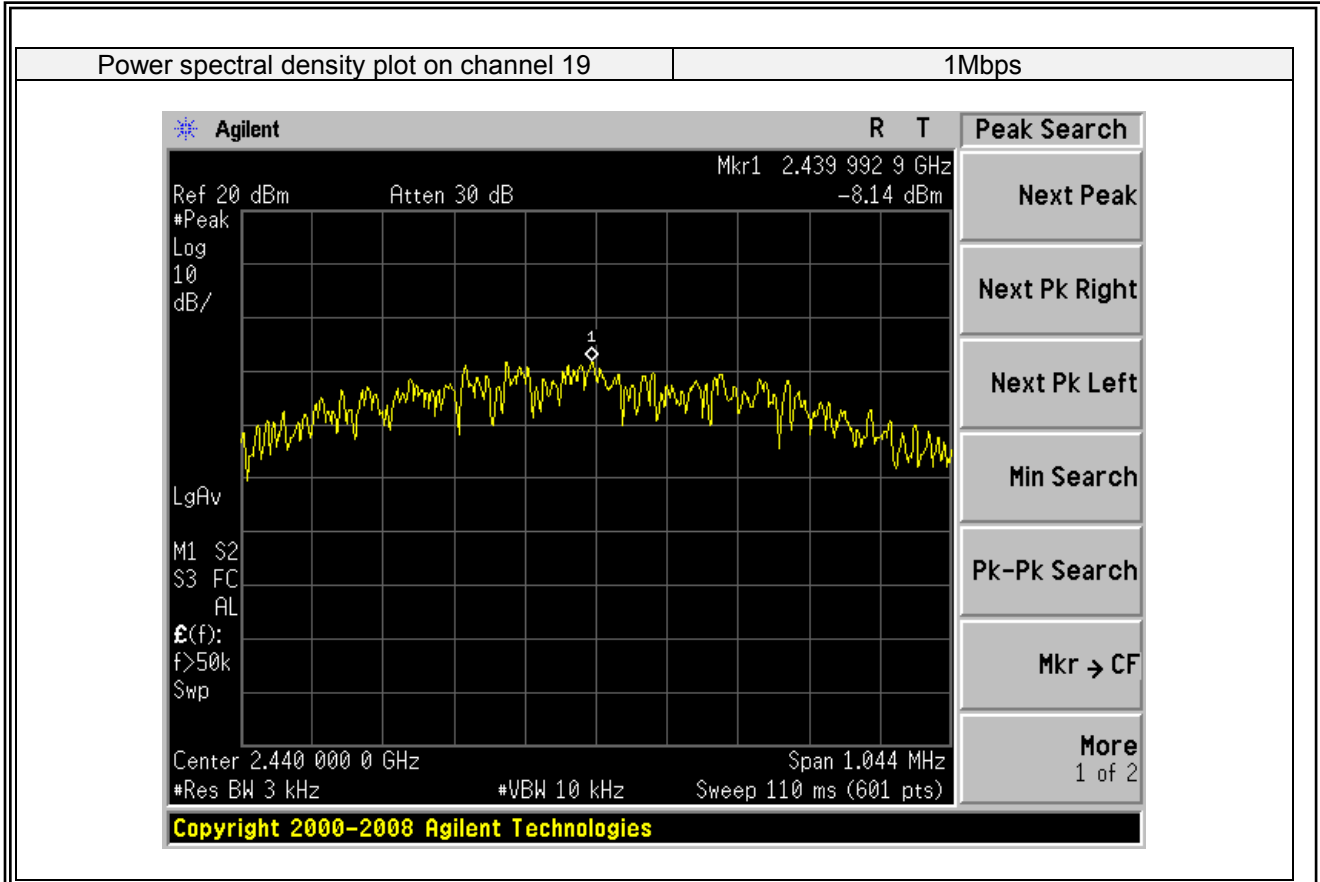 Power spectral density plot on channel 19 1Mbps
Agilent R T Peak Search
Mkr1 2.439 992 9 GHz
Ref 20 dBm Atten 30 dB -8.14 dBm
#Peak
Log
10
dB/
1
LgAv
M1 S2
S3 FC
AL
£(f):
f>50k
Swp
Center 2.440 000 0 GHz Span 1.044 MHz
#Res BW 3 kHz #VBW 10 kHz Sweep 110 ms (601 pts)
Copyright 2000-2008 Agilent Technologies
Next Peak
Next Pk Right
Next Pk Left
Min Search
Pk-Pk Search
Mkr → CF
More
1 of 2